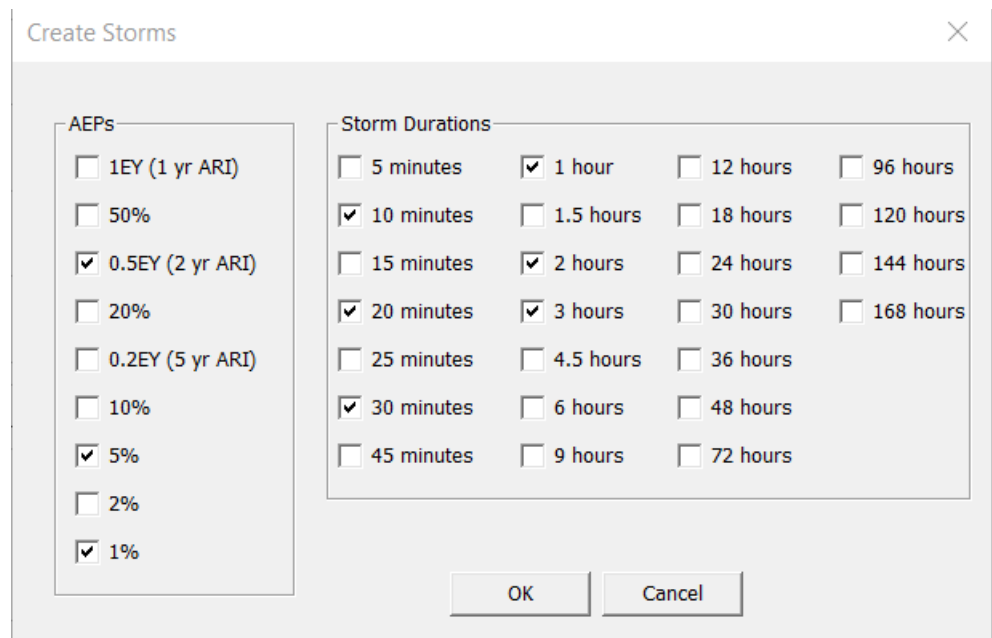 Create Storms
AEPs
1EY (1 yr ARI)
50%
0.5EY (2 yr ARI)
20%
0.2EY (5 yr ARI)
10%
5%
2%
1%
Storm Durations
5 minutes
10 minutes
15 minutes
20 minutes
25 minutes
30 minutes
45 minutes
1 hour
1.5 hours
2 hours
3 hours
4.5 hours
6 hours
9 hours
12 hours
18 hours
24 hours
30 hours
36 hours
48 hours
72 hours
96 hours
120 hours
144 hours
168 hours
OK
Cancel